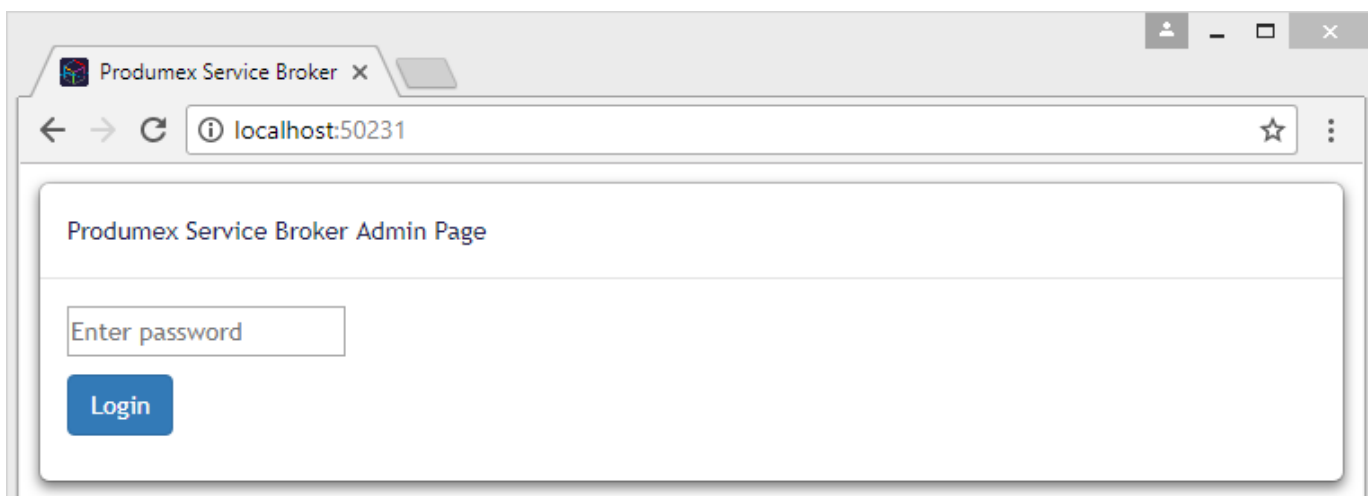 Produmex Service Broker
localhost:50231
Produmex Service Broker Admin Page
Enter password
Login